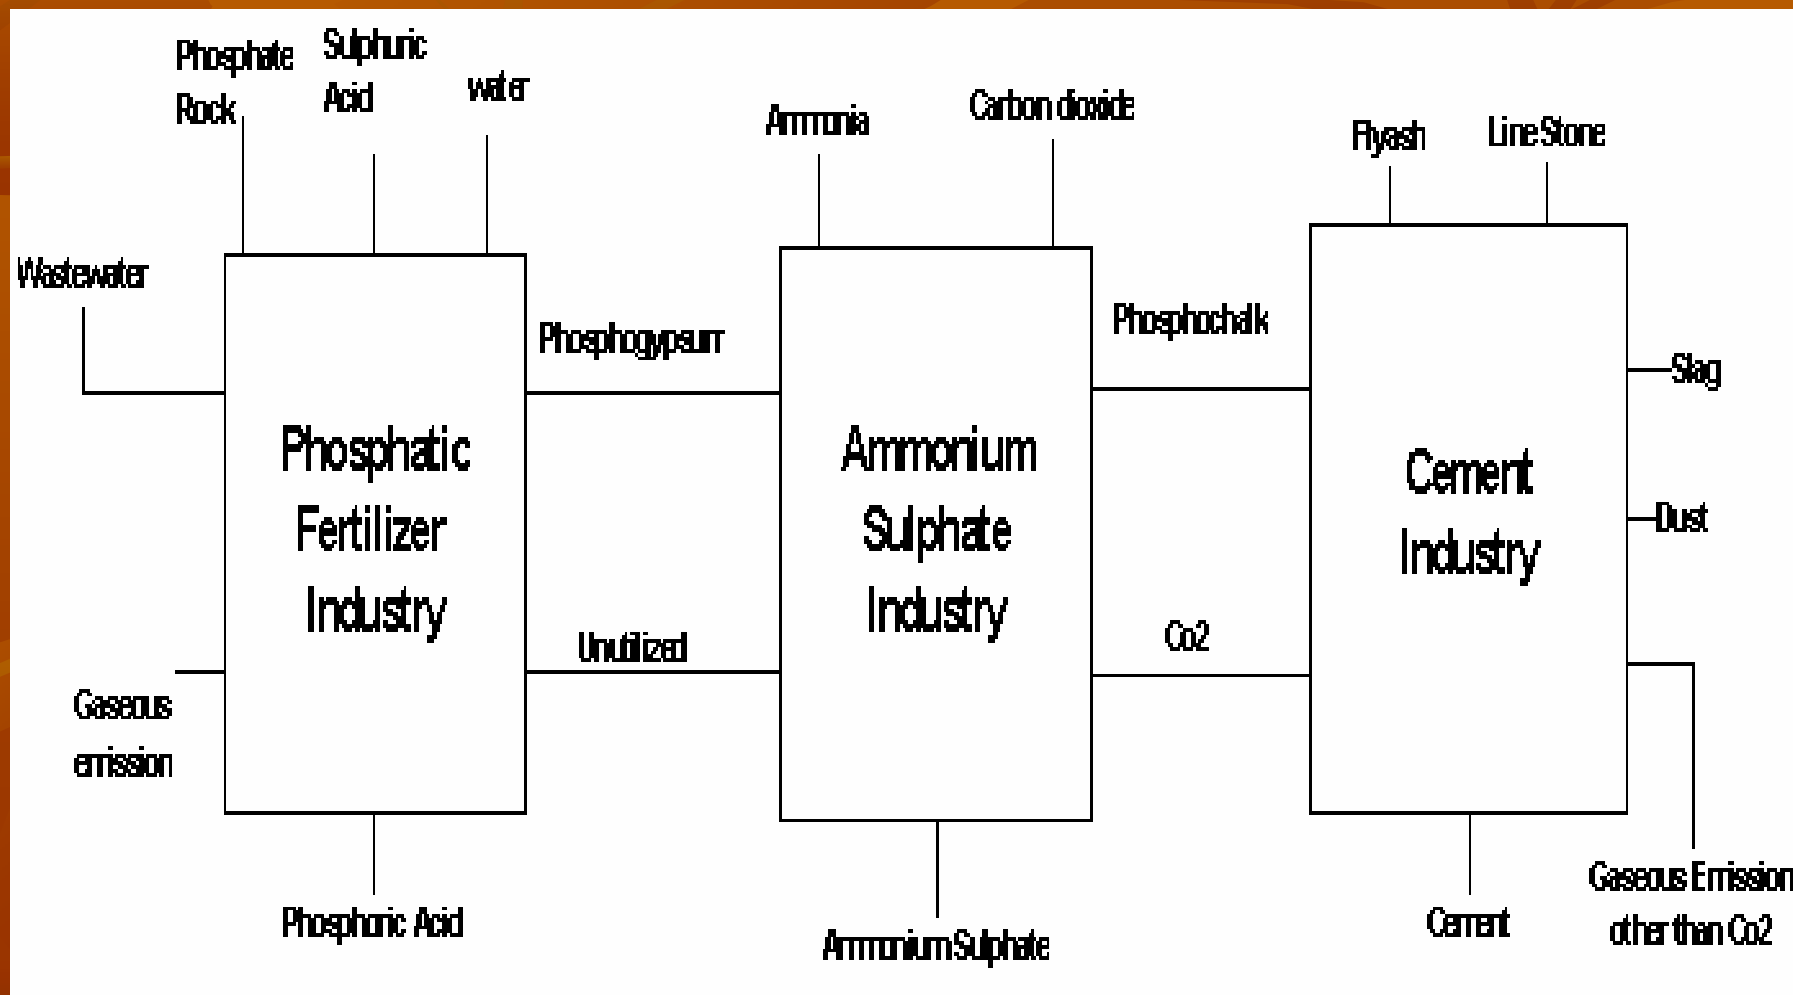 Phosphate
Rock
Sulphuric
Acid
water
Ammonia
Carbon dioxide
Flyash
Line Stone
Wastewater
Phosphogypsum
Phosphochalk
Slag
Phosphatic
Fertilizer
Industry
Ammonium
Sulphate
Industry
Cement
Industry
Dust
Unutilized
Co2
Gaseous
emission
Phosphoric Acid
Ammonium Sulphate
Cement
Gaseous Emission
other than Co2